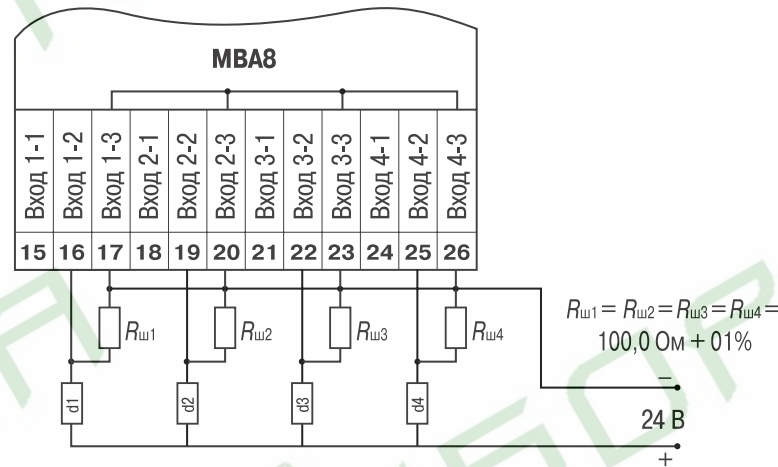 МВА8
Вход 1-1
Вход 1-2
Вход 1-3
Вход 2-1
Вход 2-2
Вход 2-3
Вход 3-1
Вход 3-2
Вход 3-3
Вход 4-1
Вход 4-2
Вход 4-3
15 16 17 18 19 20 21 22 23 24 25 26
Rш1 Rш2 Rш3 Rш4
Rш1 = Rш2 = Rш3 = Rш4 =
100,0 Ом + 01%
d1 d2 d3 d4
–
24 В
+